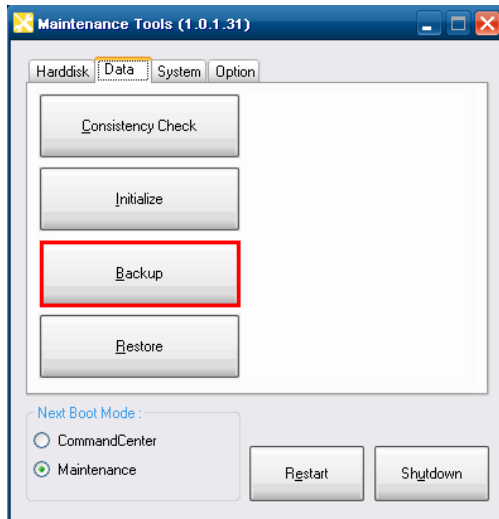 Maintenance Tools (1.0.1.31)
Harddisk Data System Option
Consistency Check
Initialize
Backup
Restore
Next Boot Mode :
CommandCenter
Maintenance
Restart Shutdown